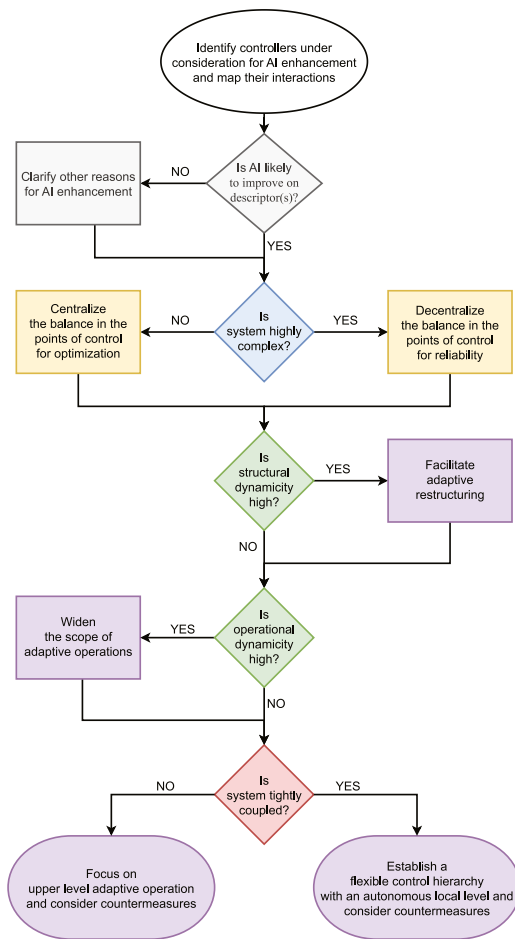 Identify controllers under
consideration for AI enhancement
and map their interactions
Is AI likely
to improve on
descriptor(s)?
NO
Clarify other reasons
for AI enhancement
YES
Is
system highly
complex?
NO
YES
Centralize
the balance in the
points of control
for optimization
Decentralize
the balance in the
points of control
for reliability
Is
structural
dynamicity
high?
YES
Facilitate
adaptive
restructuring
NO
Is
operational
dynamicity
high?
YES
Widen
the scope of
adaptive operations
NO
Is
system tightly
coupled?
NO
YES
Focus on
upper level adaptive operation
and consider countermeasures
Establish a
flexible control hierarchy
with an autonomous local level and
consider countermeasures